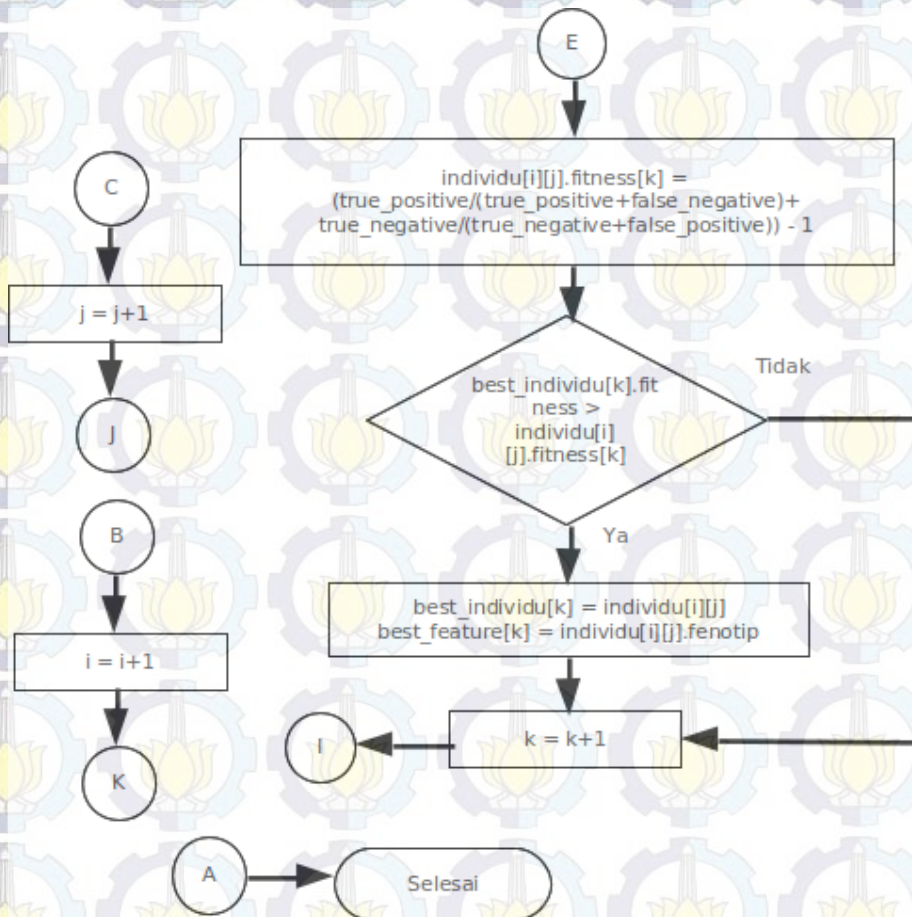 E
individu[i][j].fitness[k] =
(true_positive/(true_positive+false_negative)+
true_negative/(true_negative+false_positive)) - 1
C
j = j+1
J
Tidak
best_individu[k].fit
ness >
individu[i]
[j].fitness[k]
Ya
B
i = i+1
K
best_individu[k] = individu[i][j]
best_feature[k] = individu[i][j].fenotip
k = k+1
I
A
Selesai